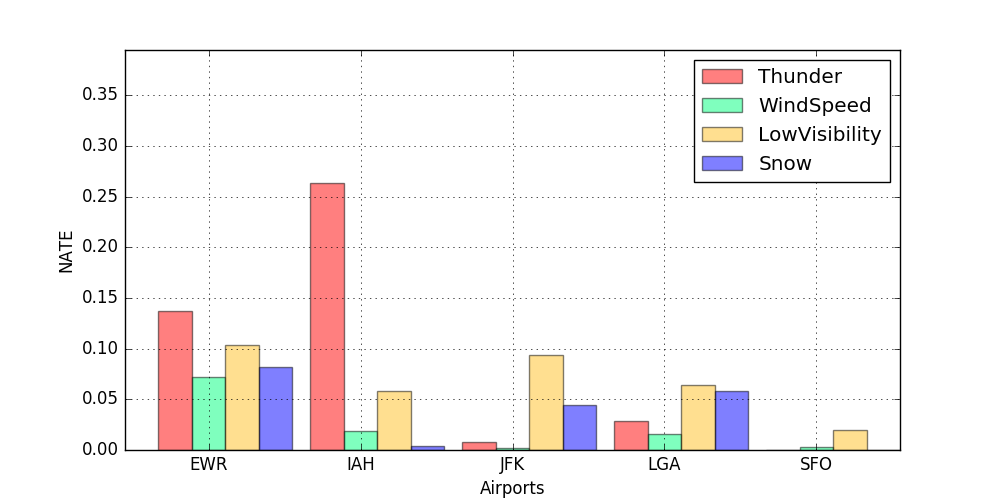 Thunder
WindSpeed
LowVisibility
Snow
NATE
0.35
0.30
0.25
0.20
0.15
0.10
0.05
0.00
EWR IAH JFK LGA SFO
Airports